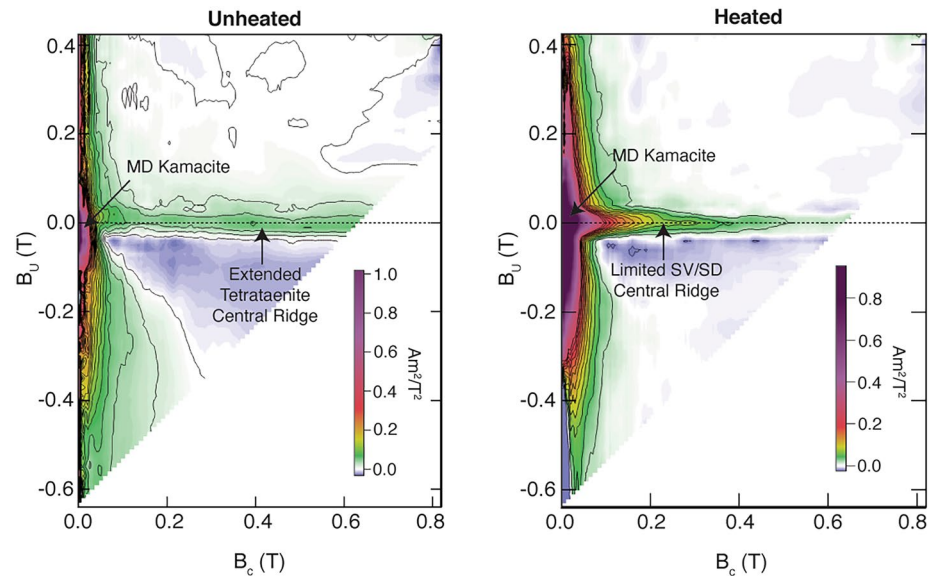 Unheated
0.4
0.2
0.0
-0.2
-0.4
-0.6
B_U (T)
MD Kamacite
Extended
Tetrataenite
Central Ridge
1.0
0.8
0.6
0.4
0.2
0.0
Am²/T²
0.0
0.2
0.4
0.6
0.8
B_c (T)
Heated
0.4
0.2
0.0
-0.2
-0.4
-0.6
B_U (T)
MD Kamacite
Limited SV/SD
Central Ridge
0.8
0.6
0.4
0.2
0.0
Am²/T²
0.0
0.2
0.4
0.6
0.8
B_c (T)